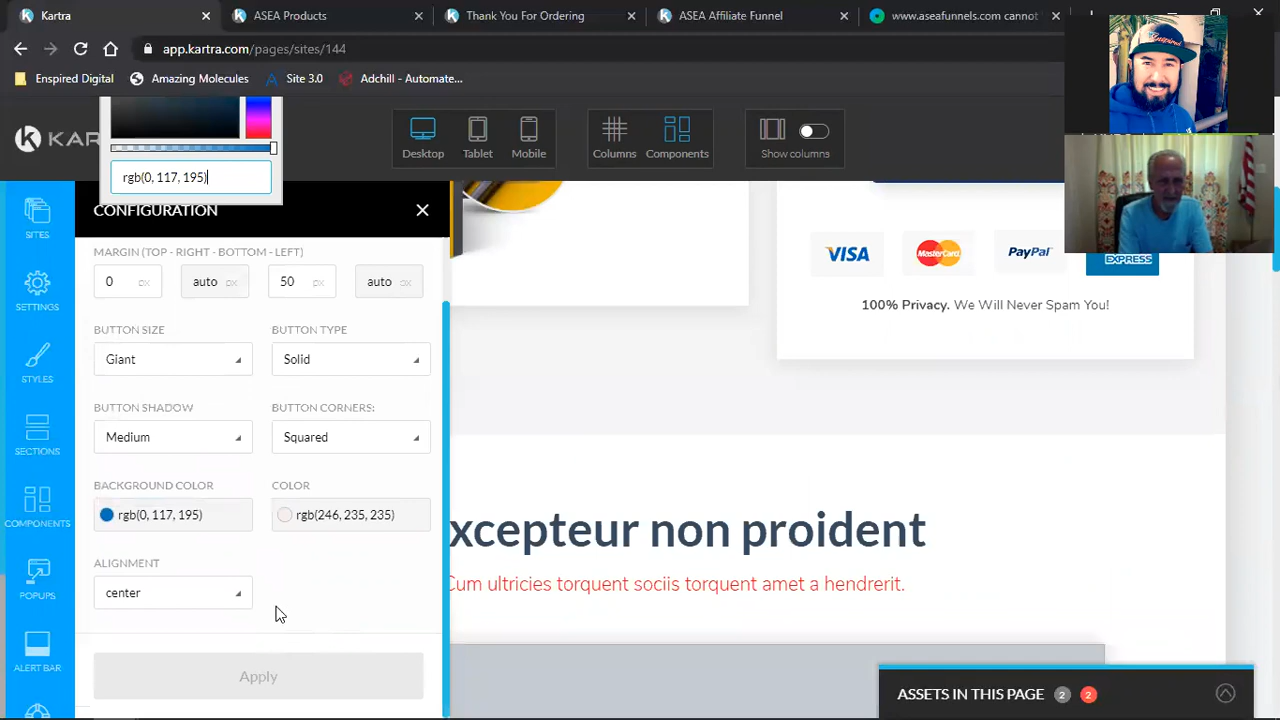 Kartra
ASEA Products
Thank You For Ordering
ASEA Affiliate Funnel
www.aseafunnels.com cannot
app.kartra.com/pages/sites/144
Enspired Digital
Amazing Molecules
Site 3.0
Adchill - Automate...
rgb(0, 117, 195)
Desktop
Tablet
Mobile
Columns
Components
Show columns
SITES
SETTINGS
STYLES
SECTIONS
COMPONENTS
POPUPS
ALERT BAR
CONFIGURATION
MARGIN (TOP - RIGHT - BOTTOM - LEFT)
0 px auto px 50 px auto px
BUTTON SIZE BUTTON TYPE
Giant Solid
BUTTON SHADOW BUTTON CORNERS:
Medium Squared
BACKGROUND COLOR COLOR
rgb(0, 117, 195) rgb(246, 235, 235)
ALIGNMENT
center
Apply
VISA MasterCard PayPal EXPRESS
100% Privacy. We Will Never Spam You!
xcepteur non proident
Cum ultricies torquent sociis torquent amet a hendrerit.
ASSETS IN THIS PAGE 2 2